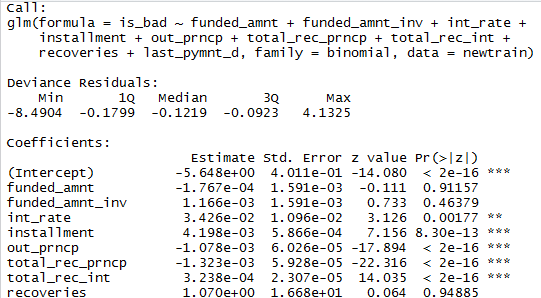 Call:
glm(formula = is_bad ~ funded_amnt + funded_amnt_inv + int_rate +
    installment + out_prncp + total_rec_prncp + total_rec_int +
    recoveries + last_pymnt_d, family = binomial, data = newtrain)
Deviance Residuals:
    Min      1Q  Median      3Q     Max
-8.4904 -0.1799 -0.1219 -0.0923  4.1325
Coefficients:
                  Estimate Std. Error z value Pr(>|z|)
(Intercept)     -5.648e+00  4.011e-01 -14.080  < 2e-16 ***
funded_amnt     -1.767e-04  1.591e-03  -0.111  0.91157
funded_amnt_inv  1.166e-03  1.591e-03   0.733  0.46379
int_rate         3.426e-02  1.096e-02   3.126  0.00177 **
installment      4.198e-03  5.866e-04   7.156 8.30e-13 ***
out_prncp       -1.078e-03  6.026e-05 -17.894  < 2e-16 ***
total_rec_prncp -1.323e-03  5.928e-05 -22.316  < 2e-16 ***
total_rec_int    3.238e-04  2.307e-05  14.035  < 2e-16 ***
recoveries       1.070e+00  1.668e+01   0.064  0.94885